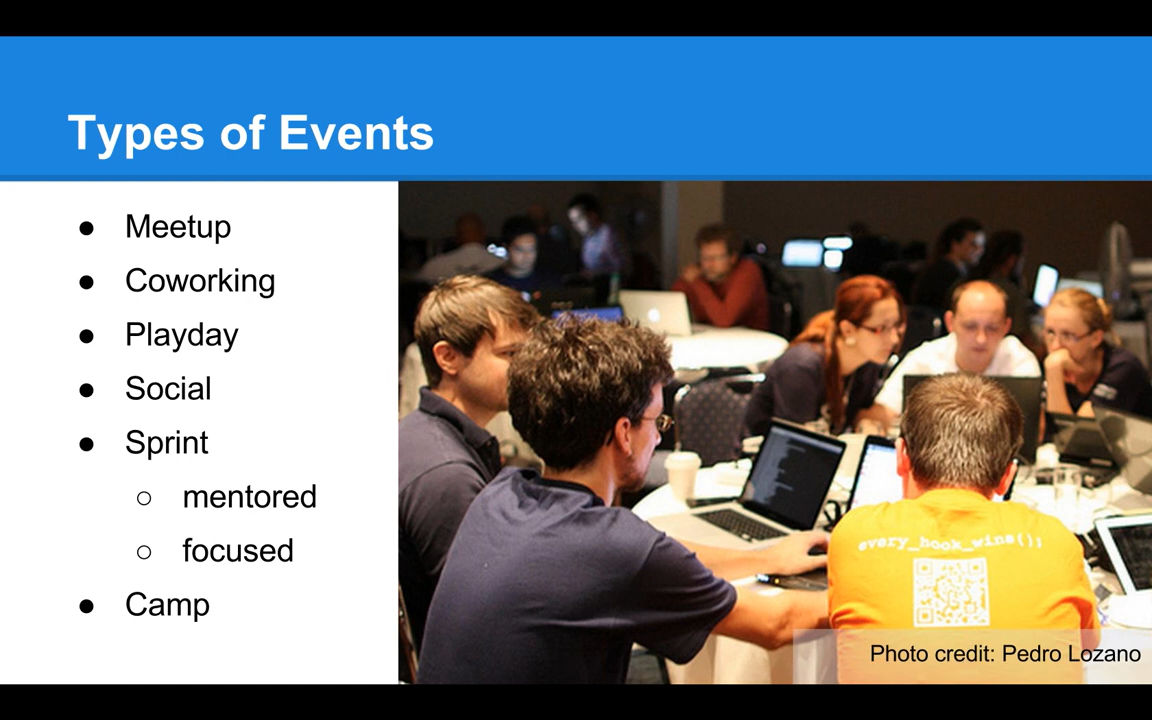 Types of Events
● Meetup
● Coworking
● Playday
● Social
● Sprint
○ mentored
○ focused
● Camp
every_hook_wins();
Photo credit: Pedro Lozano